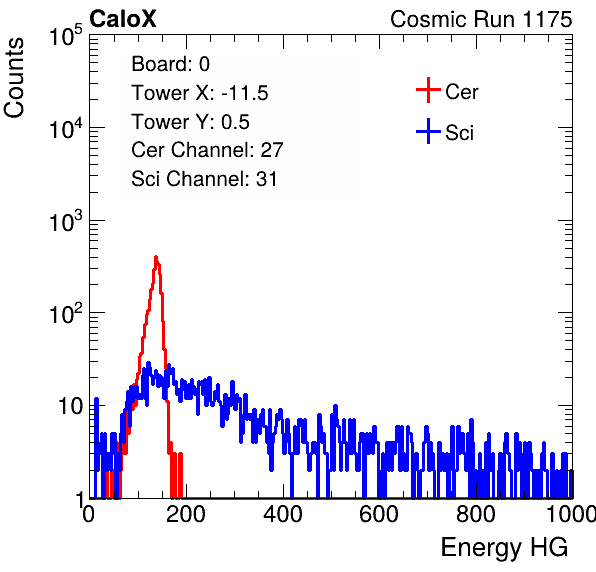 CaloX Cosmic Run 1175
Counts
10^5
10^4
10^3
10^2
10
1
Board: 0
Tower X: -11.5
Tower Y: 0.5
Cer Channel: 27
Sci Channel: 31
Cer
Sci
0 200 400 600 800 1000
Energy HG